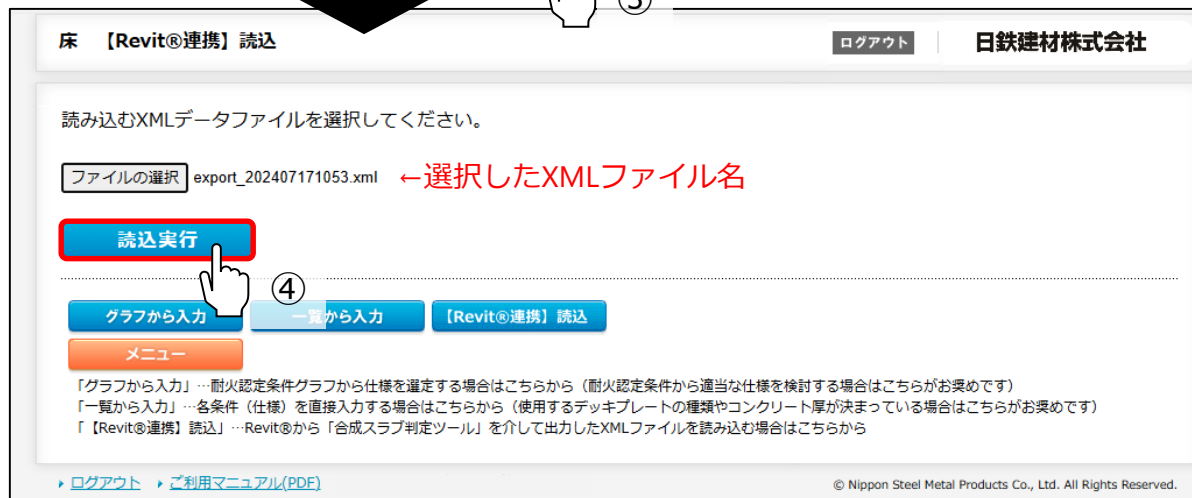 ③
床 【Revit®連携】読込
ログアウト
日鉄建材株式会社
読み込むXMLデータファイルを選択してください。
ファイルの選択 export_202407171053.xml ←選択したXMLファイル名
読込実行
④
グラフから入力 一覧から入力 【Revit®連携】読込
メニュー
「グラフから入力」…耐火認定条件グラフから仕様を選定する場合はこちらから（耐火認定条件から適当な仕様を検討する場合はこちらがお奨めです）
「一覧から入力」…各条件（仕様）を直接入力する場合はこちらから（使用するデッキプレートの種類やコンクリート厚が決まっている場合はこちらがお奨めです）
「【Revit®連携】読込」…Revit®から「合成スラブ判定ツール」を介して出力したXMLファイルを読み込む場合はこちらから
ログアウト ご利用マニュアル(PDF)
© Nippon Steel Metal Products Co., Ltd. All Rights Reserved.